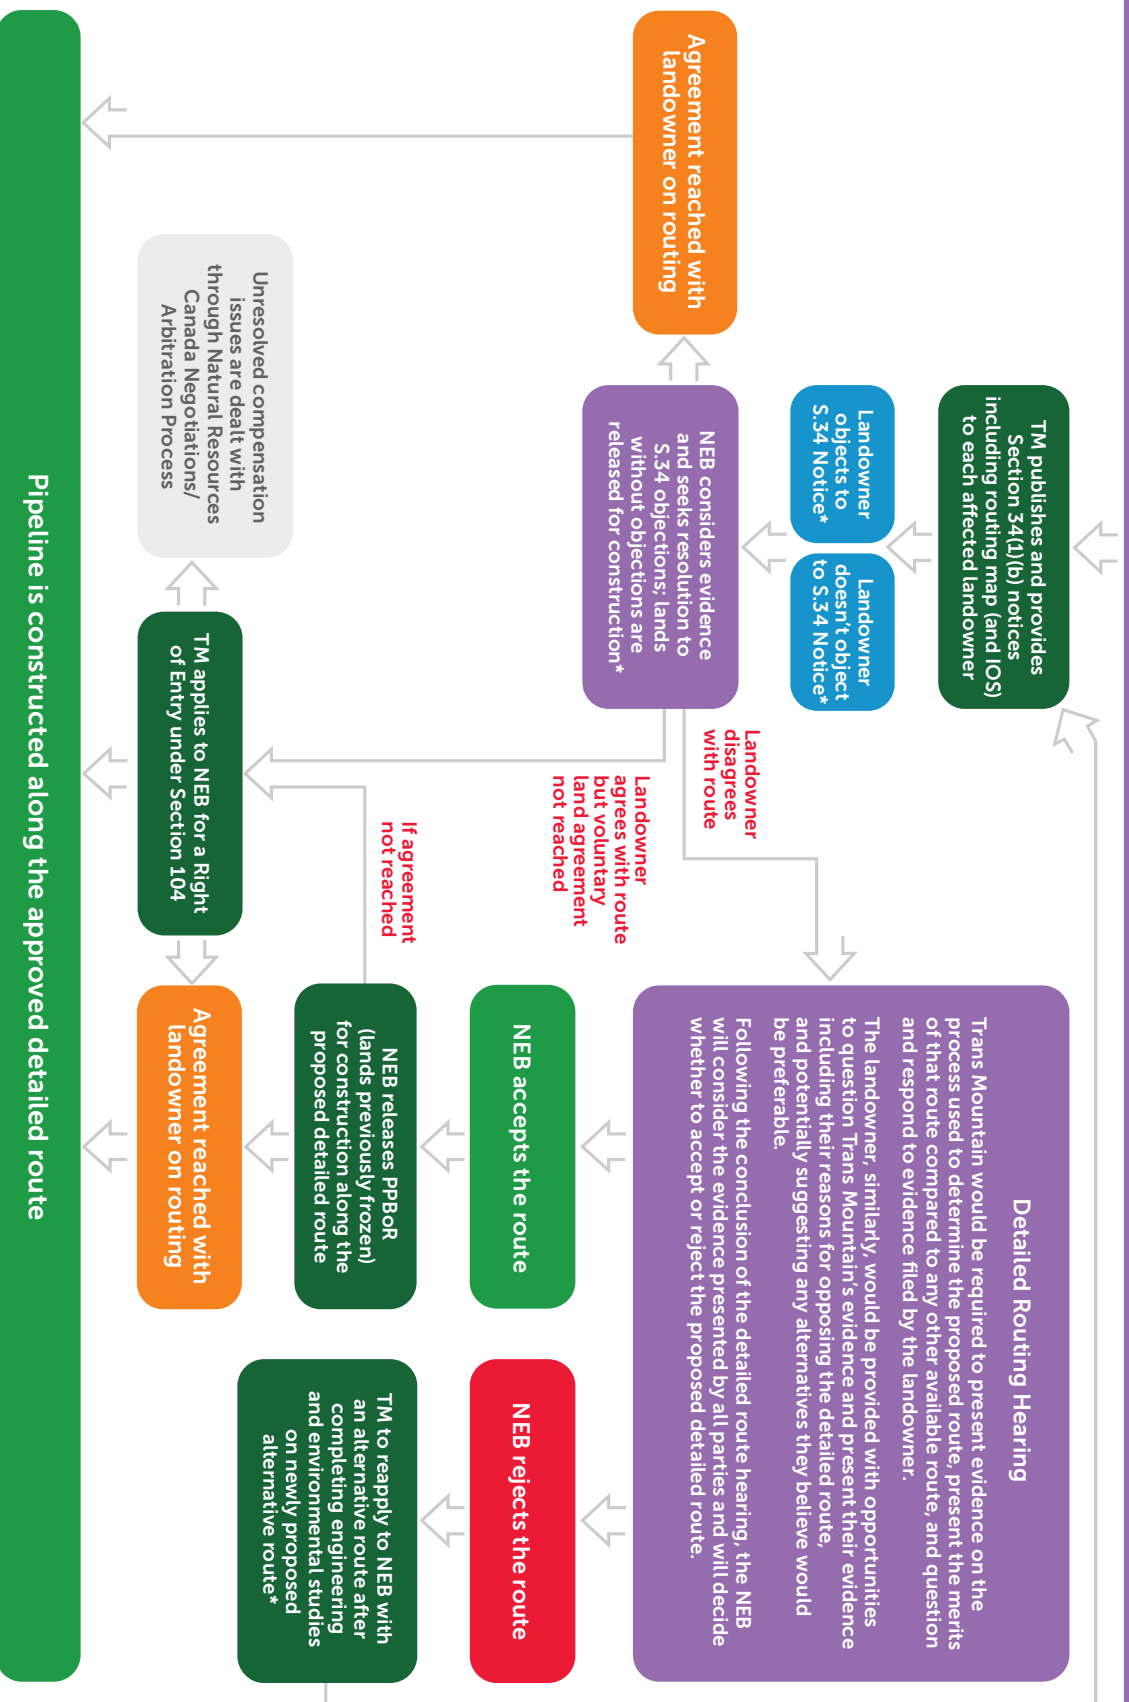 TM publishes and provides
Section 34(1)(b) notices
including routing map (and IOS)
to each affected landowner
Landowner
objects to
S.34 Notice*
Landowner
doesn't object
to S.34 Notice*
Agreement reached with
landowner on routing
NEB considers evidence
and seeks resolution to
S.34 objections; lands
without objections are
released for construction*
Landowner
disagrees
with route
Landowner
agrees with route
but voluntary
land agreement
not reached
Detailed Routing Hearing
Trans Mountain would be required to present evidence on the
process used to determine the proposed route, present the merits
of that route compared to any other available route, and question
and respond to evidence filed by the landowner.
The landowner, similarly, would be provided with opportunities
to question Trans Mountain's evidence and present their evidence
including their reasons for opposing the detailed route,
and potentially suggesting any alternatives they believe would
be preferable.
Following the conclusion of the detailed route hearing, the NEB
will consider the evidence presented by all parties and will decide
whether to accept or reject the proposed detailed route.
NEB accepts the route
NEB rejects the route
If agreement
not reached
NEB releases PPBoR
(lands previously frozen)
for construction along the
proposed detailed route
TM to reapply to NEB with
an alternative route after
completing engineering
and environmental studies
on newly proposed
alternative route*
Unresolved compensation
issues are dealt with
through Natural Resources
Canada Negotiations/
Arbitration Process
TM applies to NEB for a Right
of Entry under Section 104
Agreement reached with
landowner on routing
Pipeline is constructed along the approved detailed route